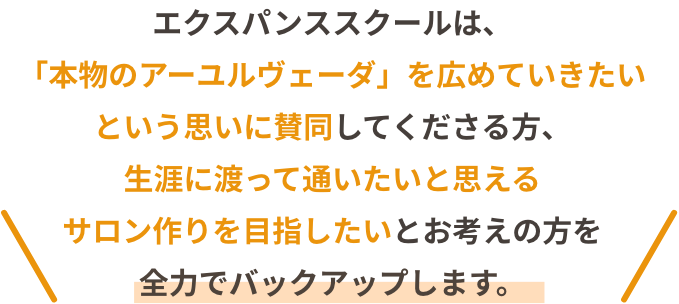 エクスパンススクールは、
「本物のアーユルヴェーダ」を広めていきたい
という思いに賛同してくださる方、
生涯に渡って通いたいと思える
サロン作りを目指したいとお考えの方を
全力でバックアップします。